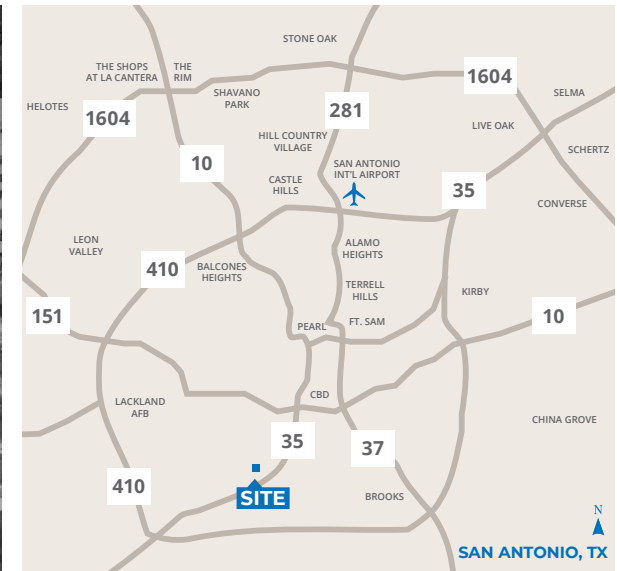 STONE OAK
THE SHOPS
AT LA CANTERA
THE
RIM
1604
SHAVANO
PARK
SELMA
HELOTES
1604
281
LIVE OAK
HILL COUNTRY
VILLAGE
SCHERTZ
10
SAN ANTONIO
INT'L AIRPORT
CASTLE
HILLS
35
CONVERSE
LEON
VALLEY
ALAMO
HEIGHTS
410
BALCONES
HEIGHTS
TERRELL
HILLS
KIRBY
151
10
PEARL
FT. SAM
CBD
LACKLAND
AFB
CHINA GROVE
35
37
410
SITE
BROOKS
N
SAN ANTONIO, TX